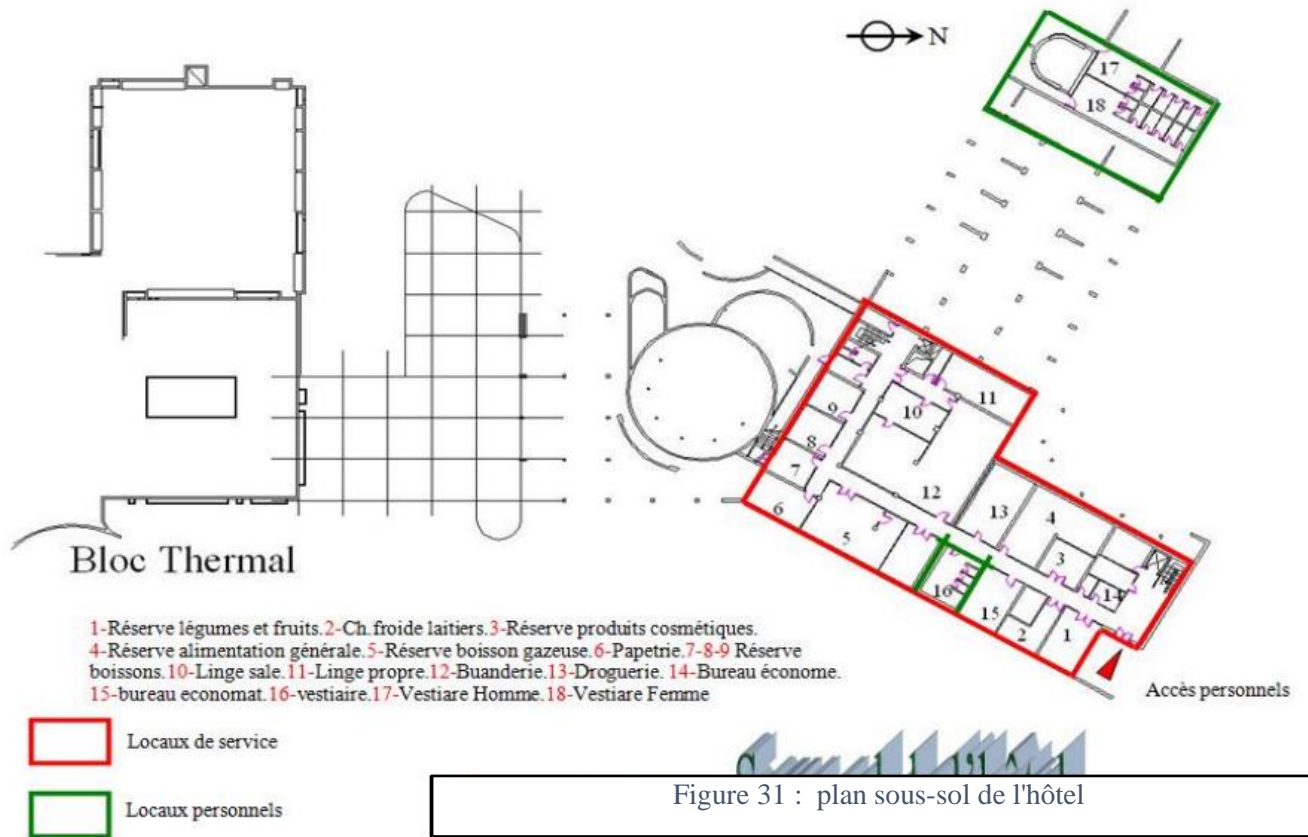 N
17
18
11
10
9
8
7
6
5
12
13
4
3
14
16
15
2
1
Accès personnels
Bloc Thermal
1-Réserve légumes et fruits.2-Ch.froide laitiers.3-Réserve produits cosmétiques.
4-Réserve alimentation générale.5-Réserve boisson gazeuse.6-Papetrie.7-8-9 Réserve
boissons.10-Linge sale.11-Linge propre.12-Buanderie.13-Droguerie. 14-Bureau économe.
15-bureau economat.16-vestiaire.17-Vestiare Homme.18-Vestiare Femme
Locaux de service
Locaux personnels
Figure 31 : plan sous-sol de l'hôtel